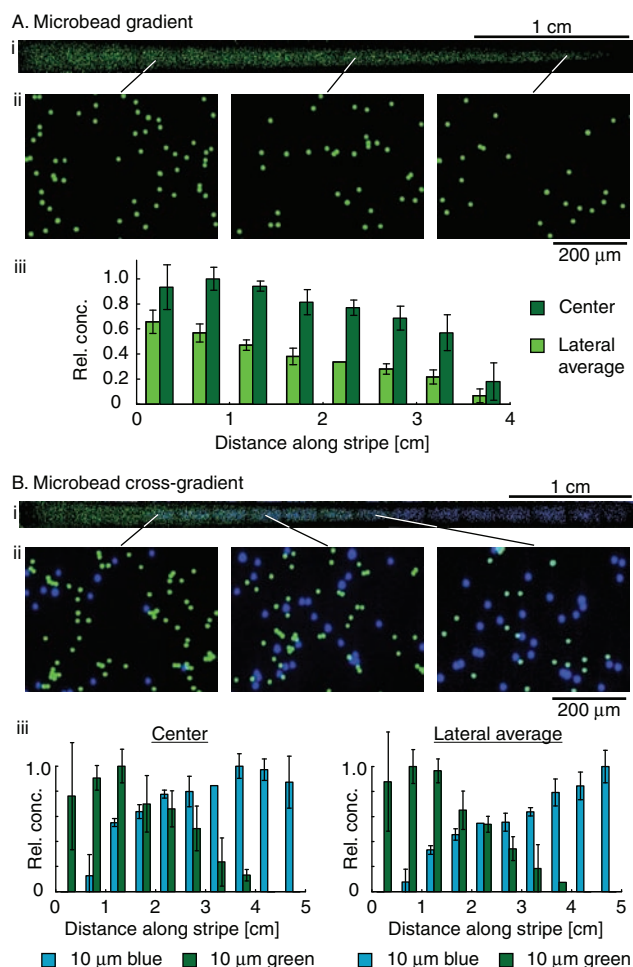 A. Microbead gradient
1 cm
i
ii
200 μm
iii
1.0
0.8
0.6
0.4
0.2
0
Rel. conc.
Center
Lateral
average
0 1 2 3 4
Distance along stripe [cm]
B. Microbead cross-gradient
1 cm
i
ii
200 μm
iii
Center
1.0
0
Rel. conc.
0 1 2 3 4 5
Distance along stripe [cm]
10 μm blue 10 μm green
Lateral average
1.0
0
Rel. conc.
0 1 2 3 4 5
Distance along stripe [cm]
10 μm blue 10 μm green